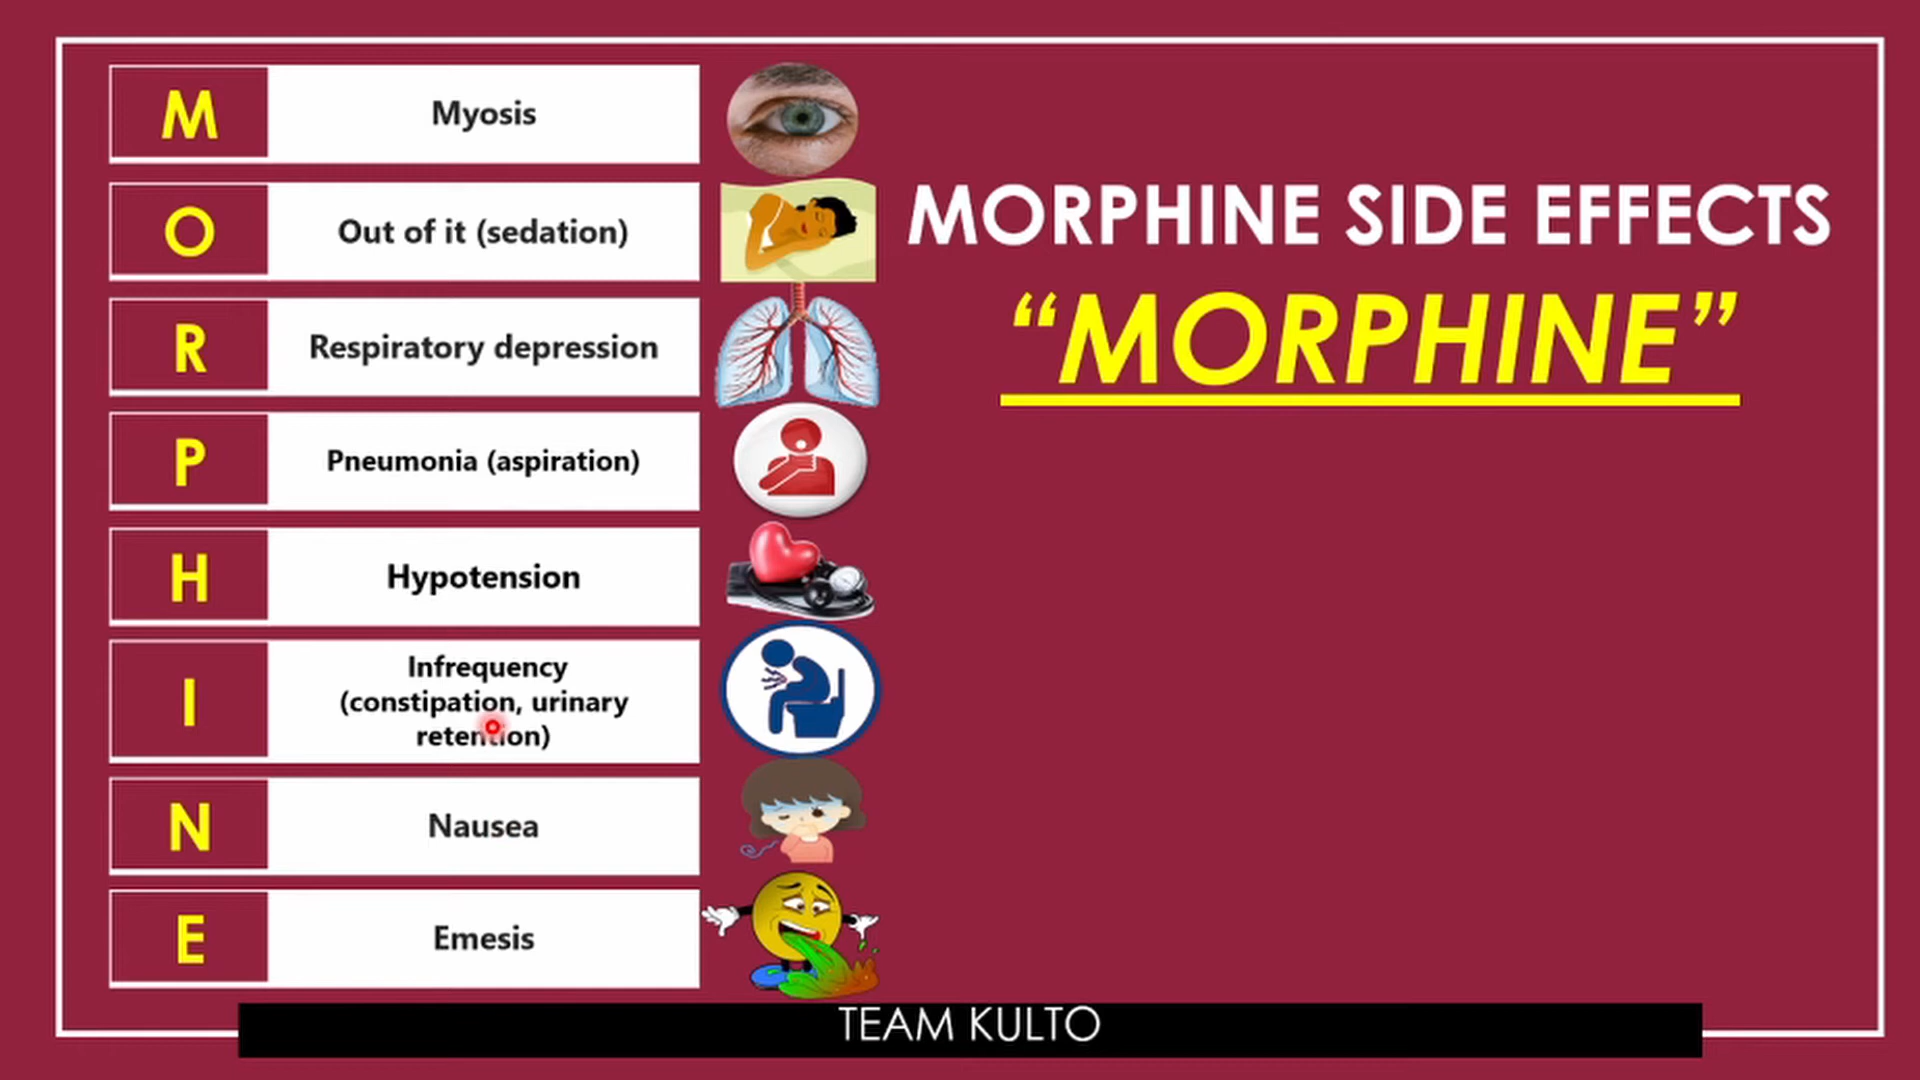 M
Myosis
O
Out of it (sedation)
R
Respiratory depression
P
Pneumonia (aspiration)
H
Hypotension
I
Infrequency
(constipation, urinary
retention)
N
Nausea
E
Emesis
MORPHINE SIDE EFFECTS
“MORPHINE”
TEAM KULTO